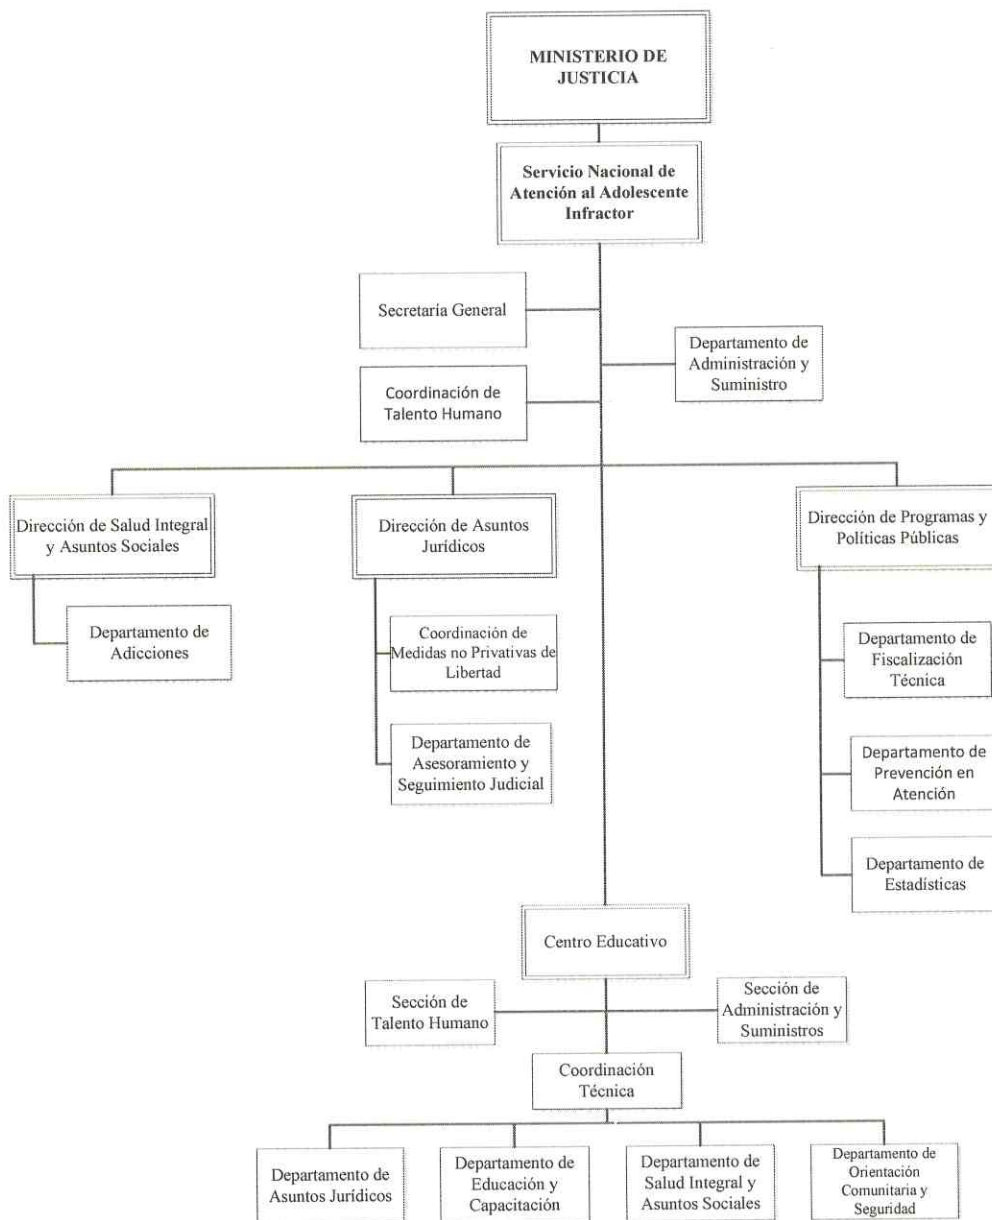 MINISTERIO DE
JUSTICIA
Servicio Nacional de
Atención al Adolescente
Infractor
Secretaría General
Departamento de
Administración y
Suministro
Coordinación de
Talento Humano
Dirección de Salud Integral
y Asuntos Sociales
Dirección de Asuntos
Jurídicos
Dirección de Programas y
Políticas Públicas
Departamento de
Adicciones
Coordinación de
Medidas no Privativas de
Libertad
Departamento de
Asesoramiento y
Seguimiento Judicial
Departamento de
Fiscalización
Técnica
Departamento de
Prevención en
Atención
Departamento de
Estadísticas
Centro Educativo
Sección de
Talento Humano
Sección de
Administración y
Suministros
Coordinación
Técnica
Departamento de
Asuntos Jurídicos
Departamento de
Educación y
Capacitación
Departamento de
Salud Integral y
Asuntos Sociales
Departamento de
Orientación
Comunitaria y
Seguridad